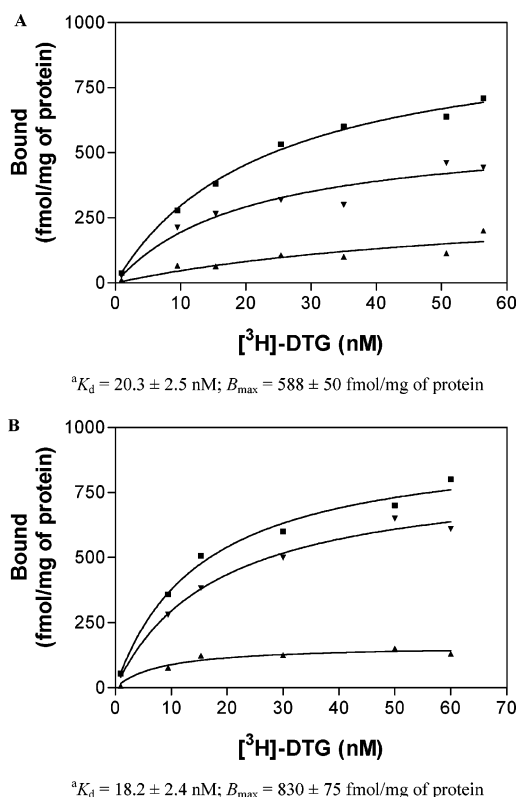 A
1000
750
500
250
0
0 10 20 30 40 50 60
Bound
(fmol/mg of protein)
[³H]-DTG (nM)
ᵃKd = 20.3 ± 2.5 nM; Bmax = 588 ± 50 fmol/mg of protein
B
1000
750
500
250
0
0 10 20 30 40 50 60 70
Bound
(fmol/mg of protein)
[³H]-DTG (nM)
ᵃKd = 18.2 ± 2.4 nM; Bmax = 830 ± 75 fmol/mg of protein